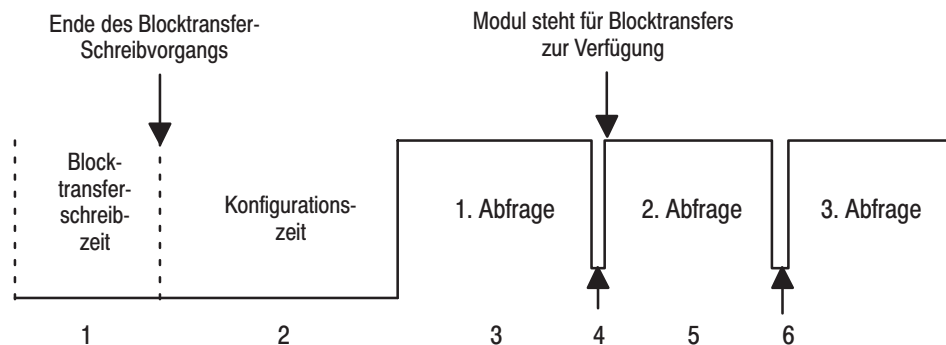 Ende des Blocktransfer-
Schreibvorgangs
Modul steht für Blocktransfers
zur Verfügung
Block-
transfer-
schreib-
zeit
Konfigurations-
zeit
1. Abfrage
2. Abfrage
3. Abfrage
1
2
3
4
5
6